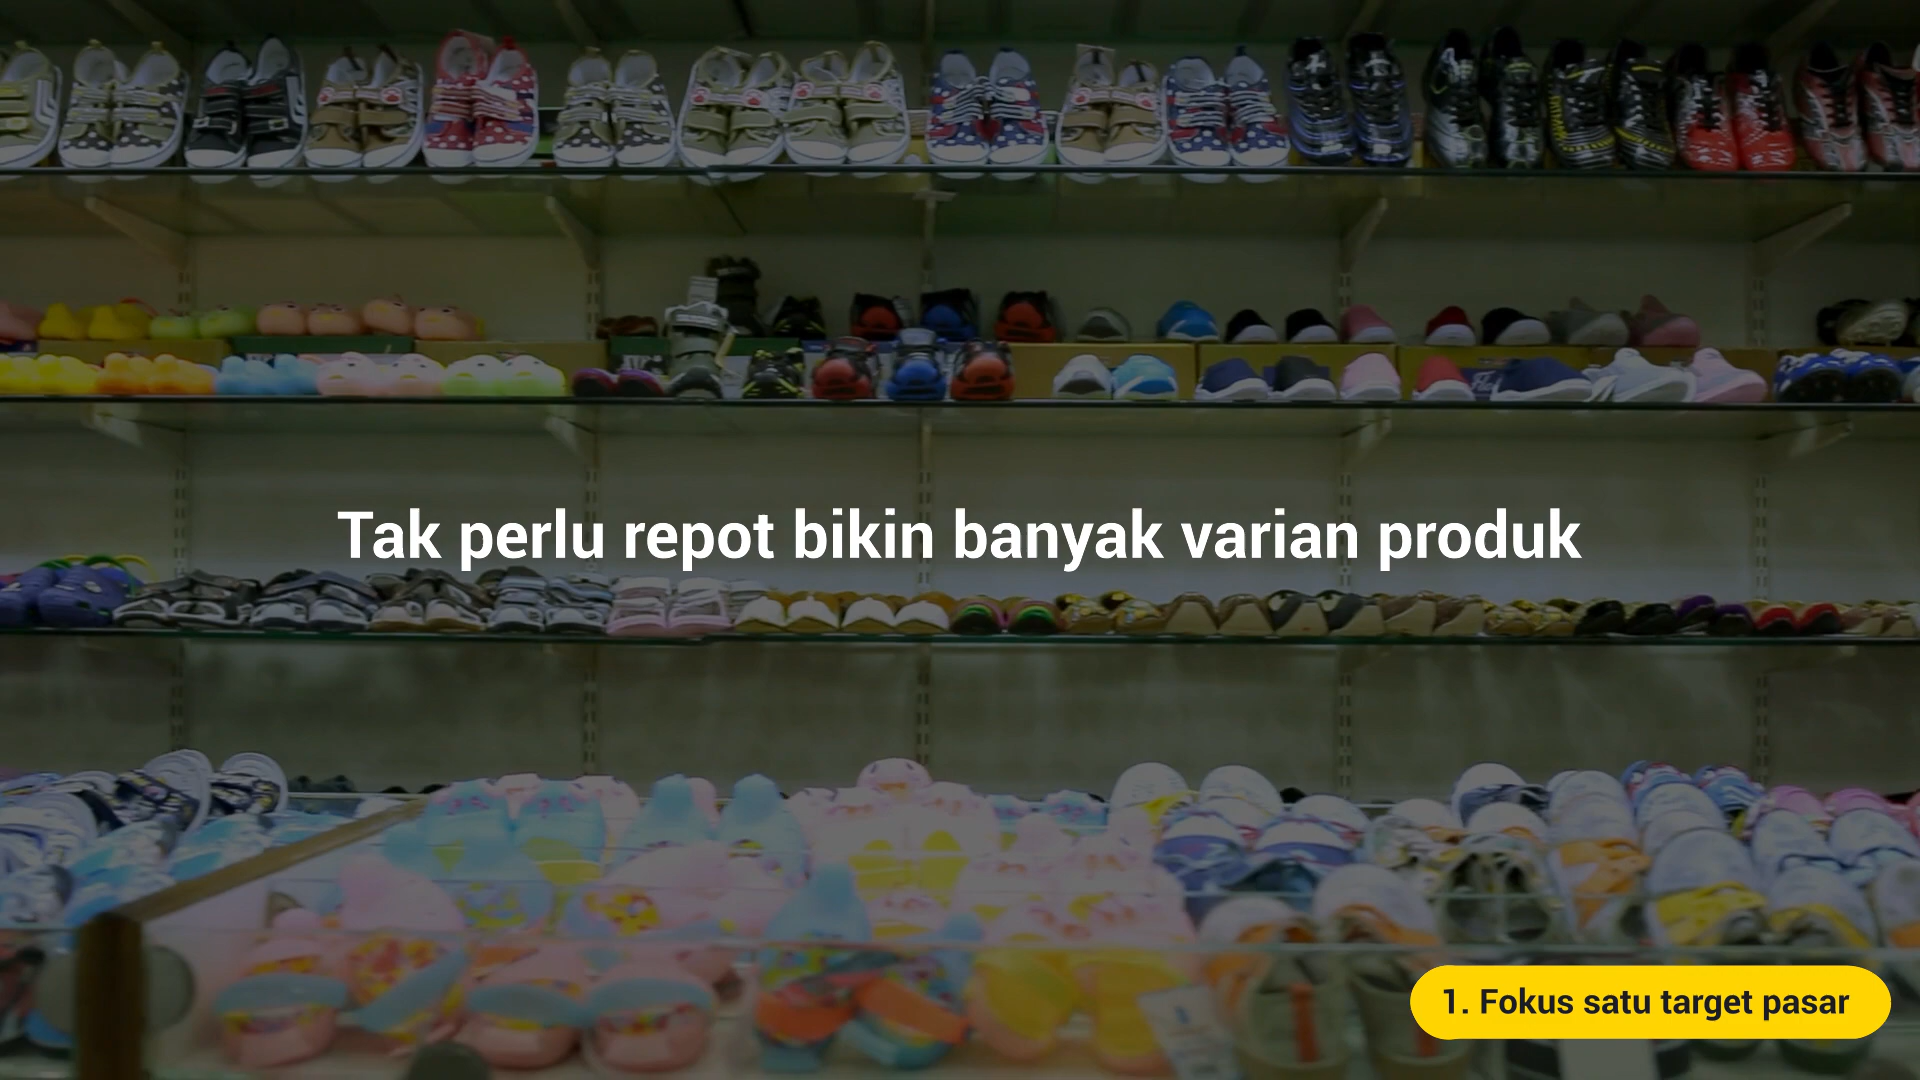 Tak perlu repot bikin banyak varian produk
1. Fokus satu target pasar